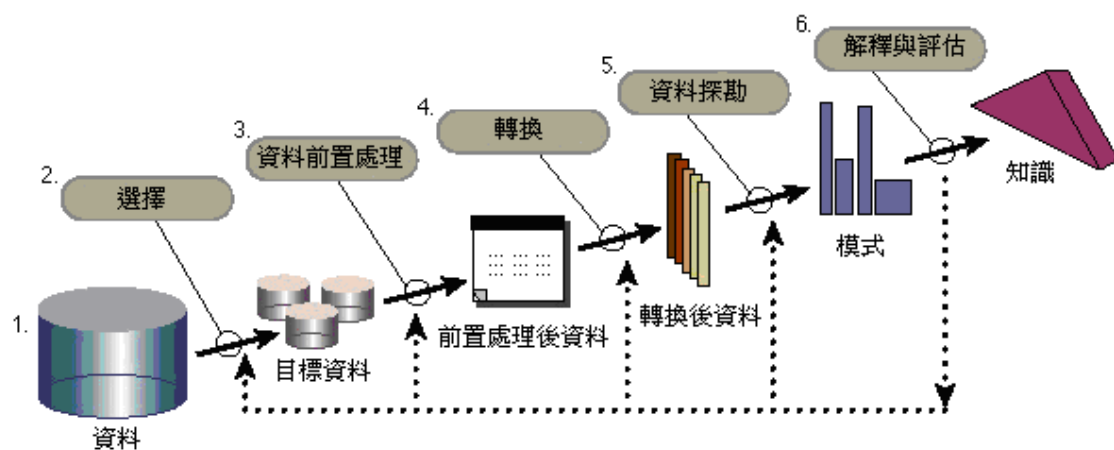 1.
資料
2.
選擇
目標資料
3.
資料前置處理
前置處理後資料
4.
轉換
轉換後資料
5.
資料探勘
模式
6.
解釋與評估
知識